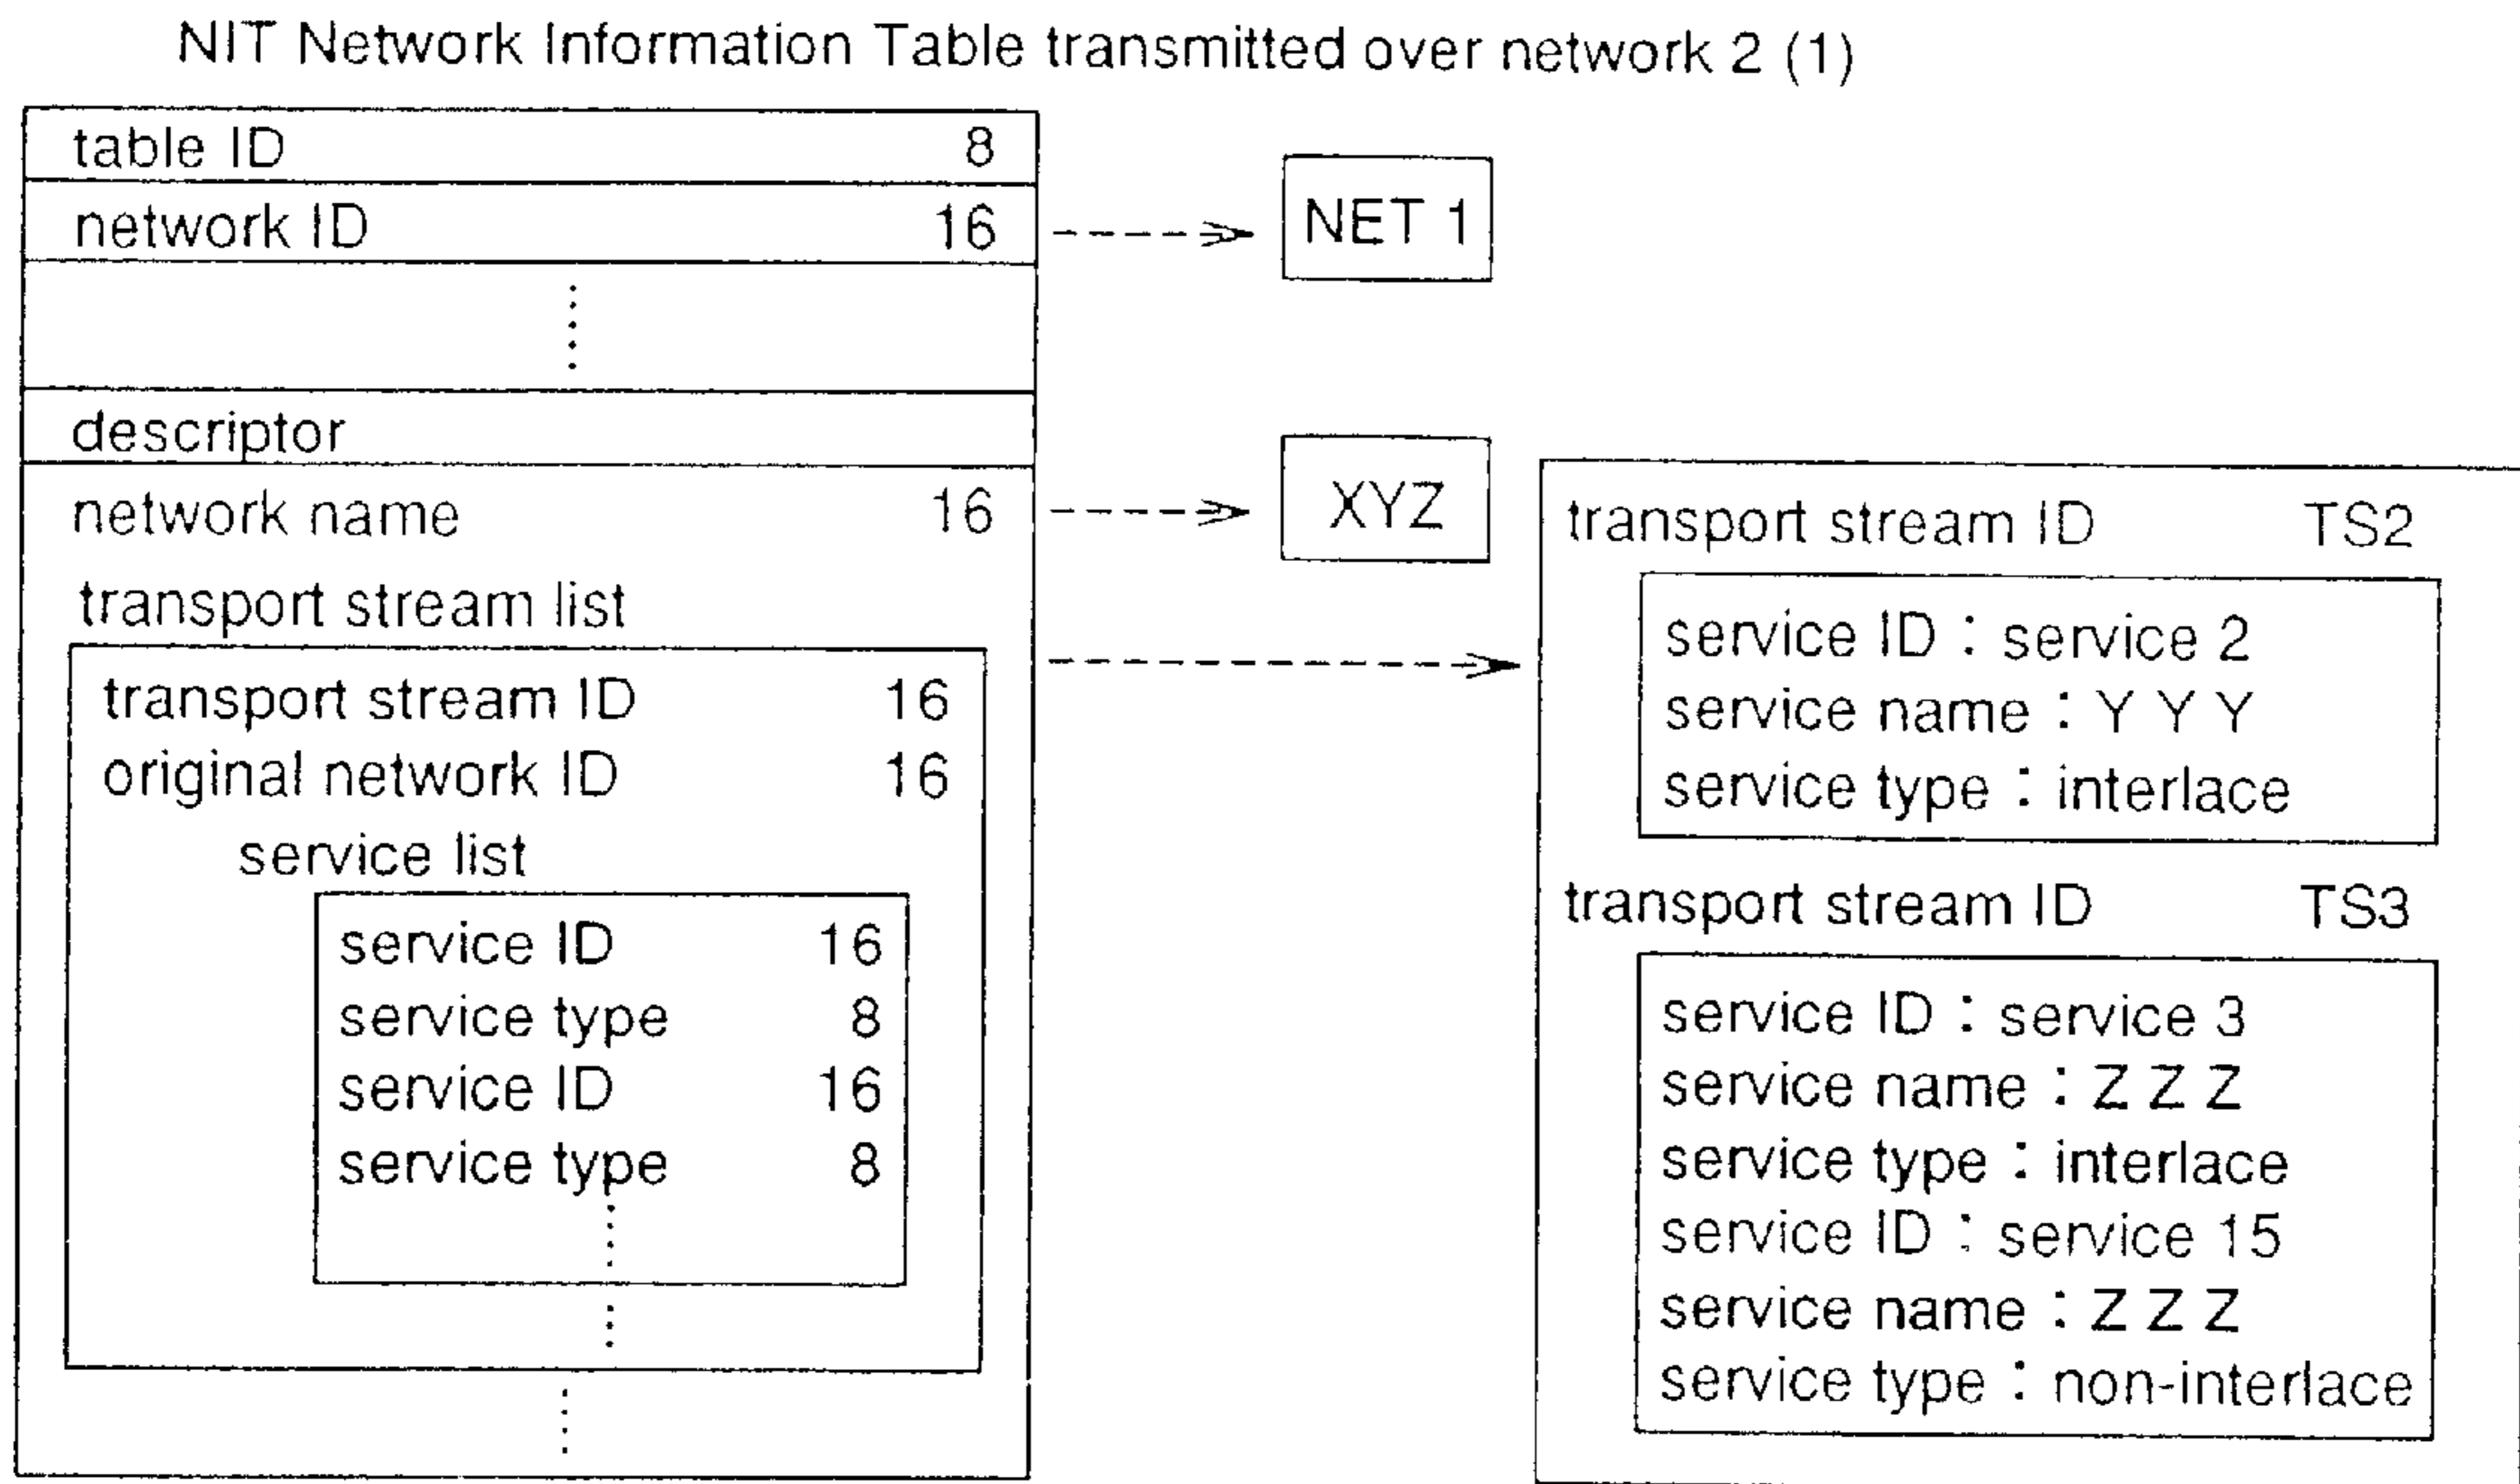 NIT Network Information Table transmitted over network 2 (1)
table ID 8
network ID 16
NET 1
descriptor
network name 16
XYZ
transport stream list
transport stream ID 16
original network ID 16
service list
service ID 16
service type 8
service ID 16
service type 8
transport stream ID TS2
service ID : service 2
service name : Y Y Y
service type : interlace
transport stream ID TS3
service ID : service 3
service name : Z Z Z
service type : interlace
service ID : service 15
service name : Z Z Z
service type : non-interlace